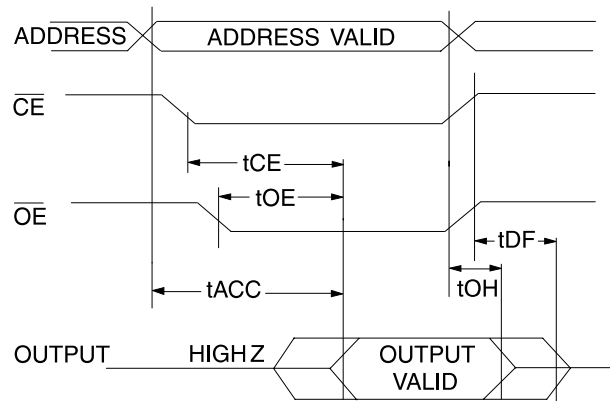 ADDRESS ADDRESS VALID
CE
tCE
tOE
OE
tDF
tACC
tOH
OUTPUT HIGH Z OUTPUT
VALID